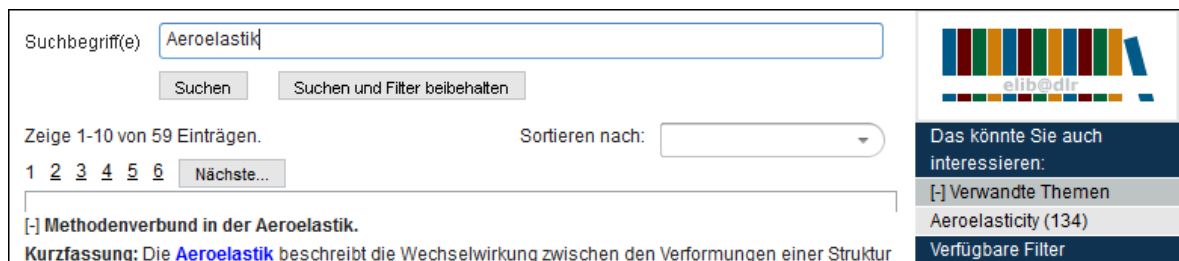 Suchbegriff(e) Aeroelastik
Suchen Suchen und Filter beibehalten
Zeige 1-10 von 59 Einträgen. Sortieren nach:
1 2 3 4 5 6 Nächste...
[-] Methodenverbund in der Aeroelastik.
Kurzfassung: Die Aeroelastik beschreibt die Wechselwirkung zwischen den Verformungen einer Struktur
elib@dlr
Das könnte Sie auch
interessieren:
[-] Verwandte Themen
Aeroelasticity (134)
Verfügbare Filter